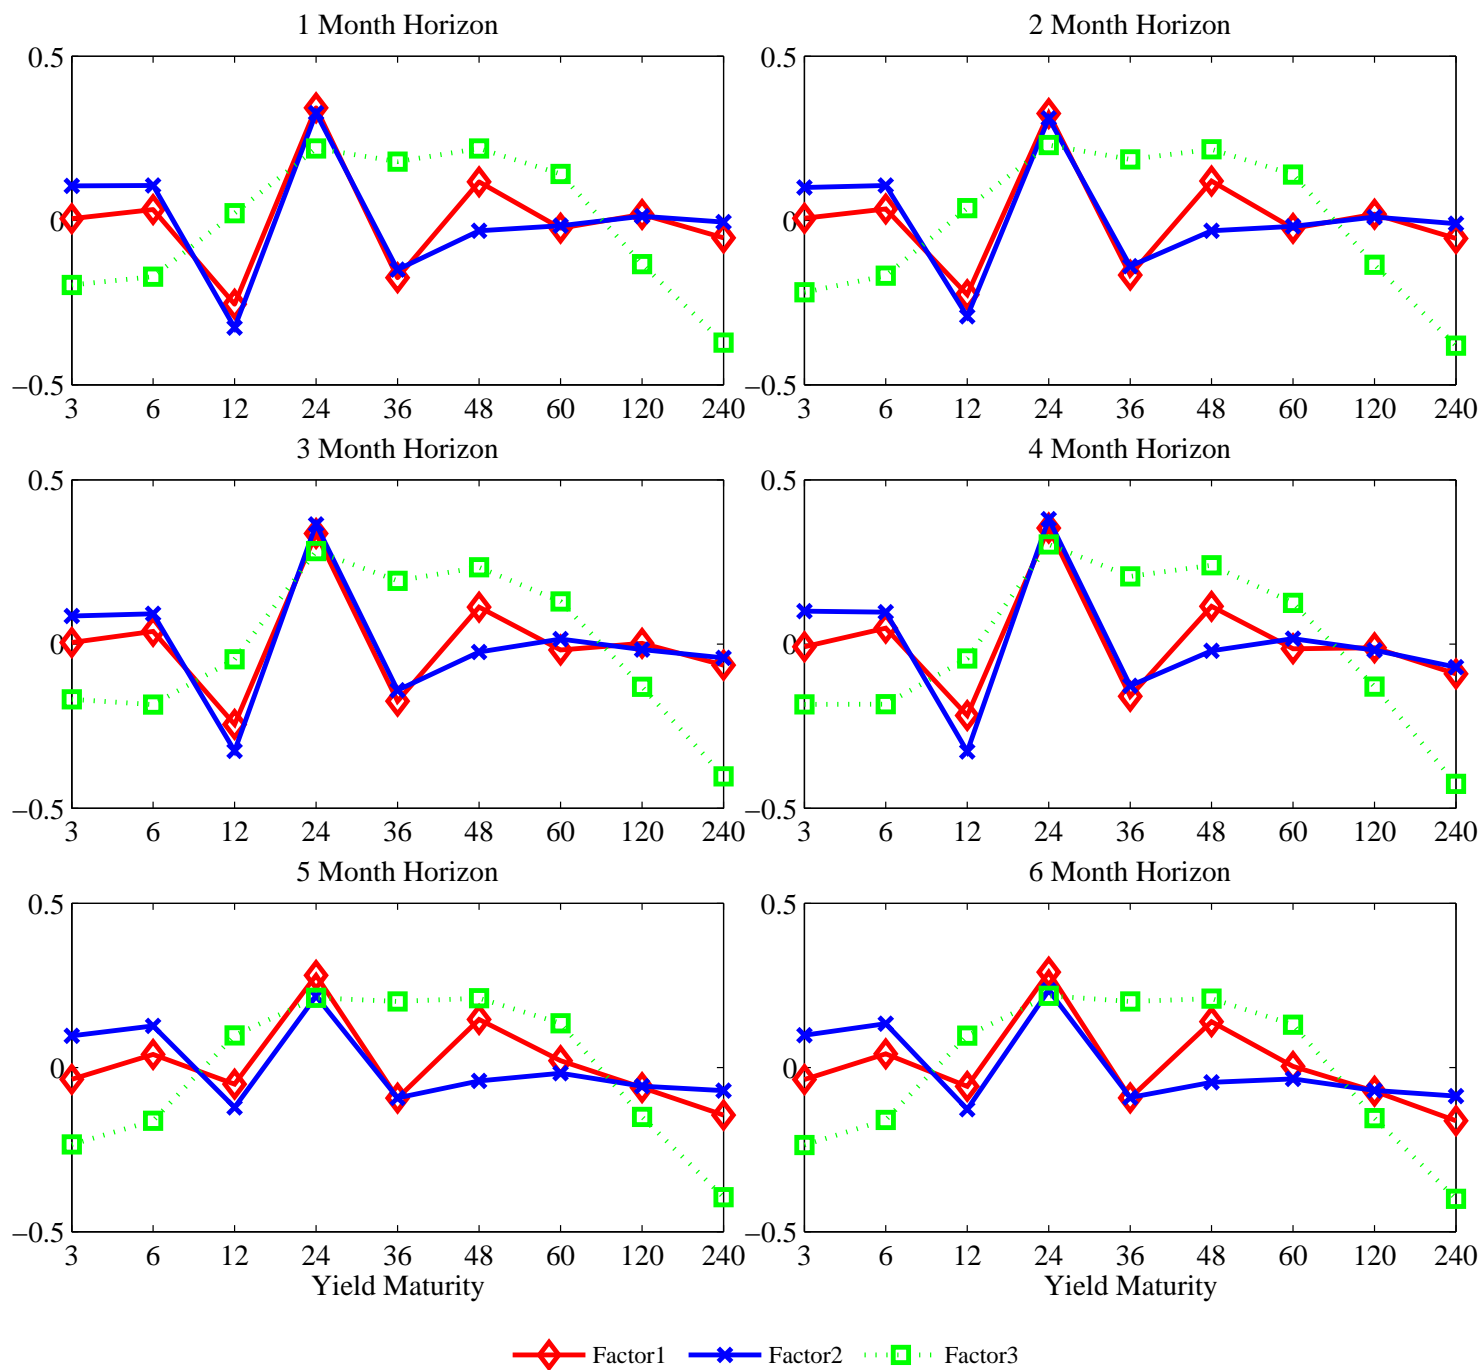 1 Month Horizon
2 Month Horizon
0.5
0
−0.5
3 6 12 24 36 48 60 120 240
0.5
0
−0.5
3 6 12 24 36 48 60 120 240
3 Month Horizon
4 Month Horizon
0.5
0
−0.5
3 6 12 24 36 48 60 120 240
0.5
0
−0.5
3 6 12 24 36 48 60 120 240
5 Month Horizon
6 Month Horizon
0.5
0
−0.5
3 6 12 24 36 48 60 120 240
Yield Maturity
0.5
0
−0.5
3 6 12 24 36 48 60 120 240
Yield Maturity
Factor1 Factor2 Factor3